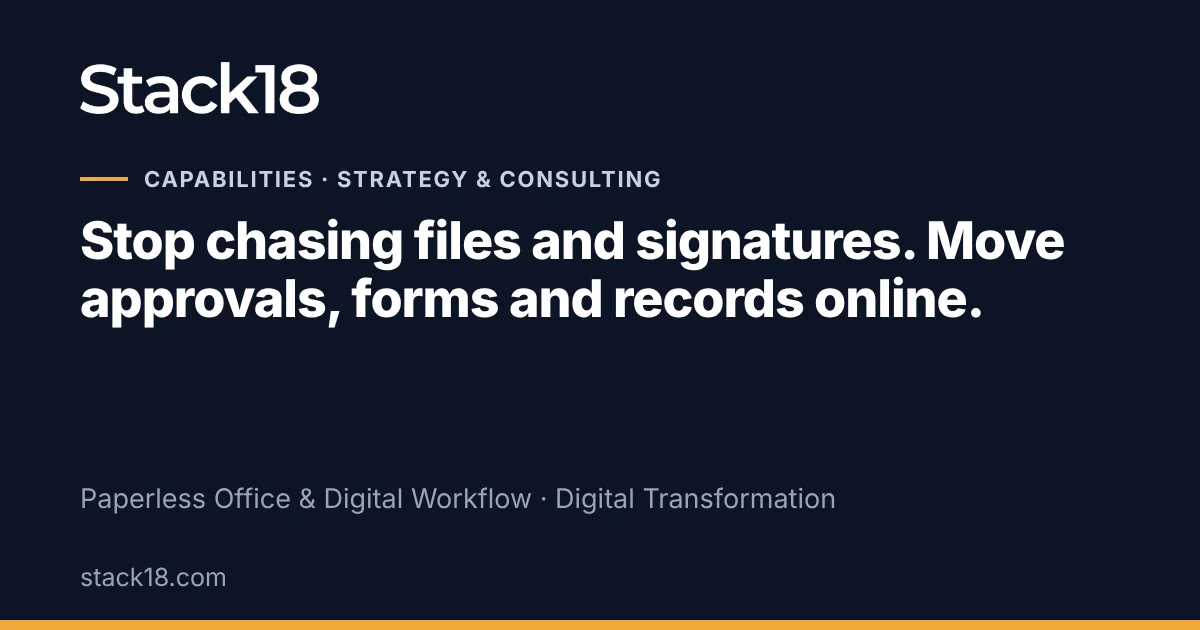 Stack18
CAPABILITIES · STRATEGY & CONSULTING
Stop chasing files and signatures. Move
approvals, forms and records online.
Paperless Office & Digital Workflow · Digital Transformation
stack18.com